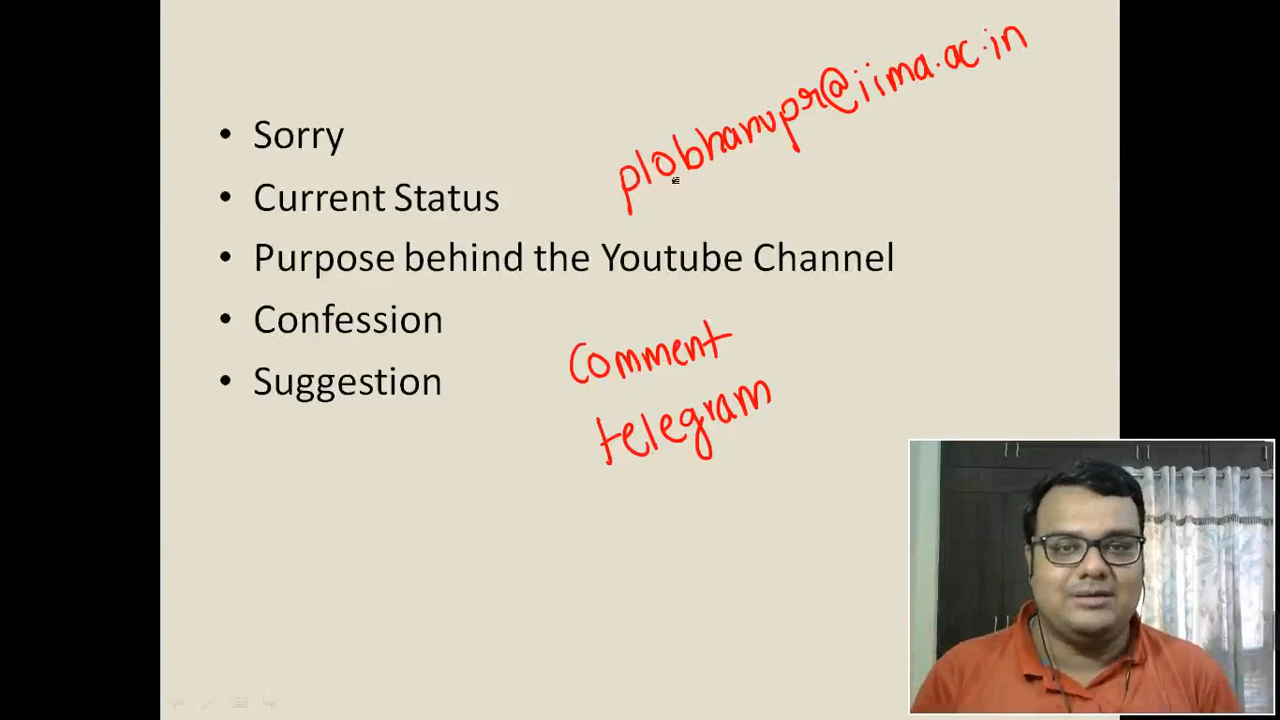 plobhanupr@iima.ac.in
• Sorry
• Current Status
• Purpose behind the Youtube Channel
• Confession
• Suggestion
Comment
telegram